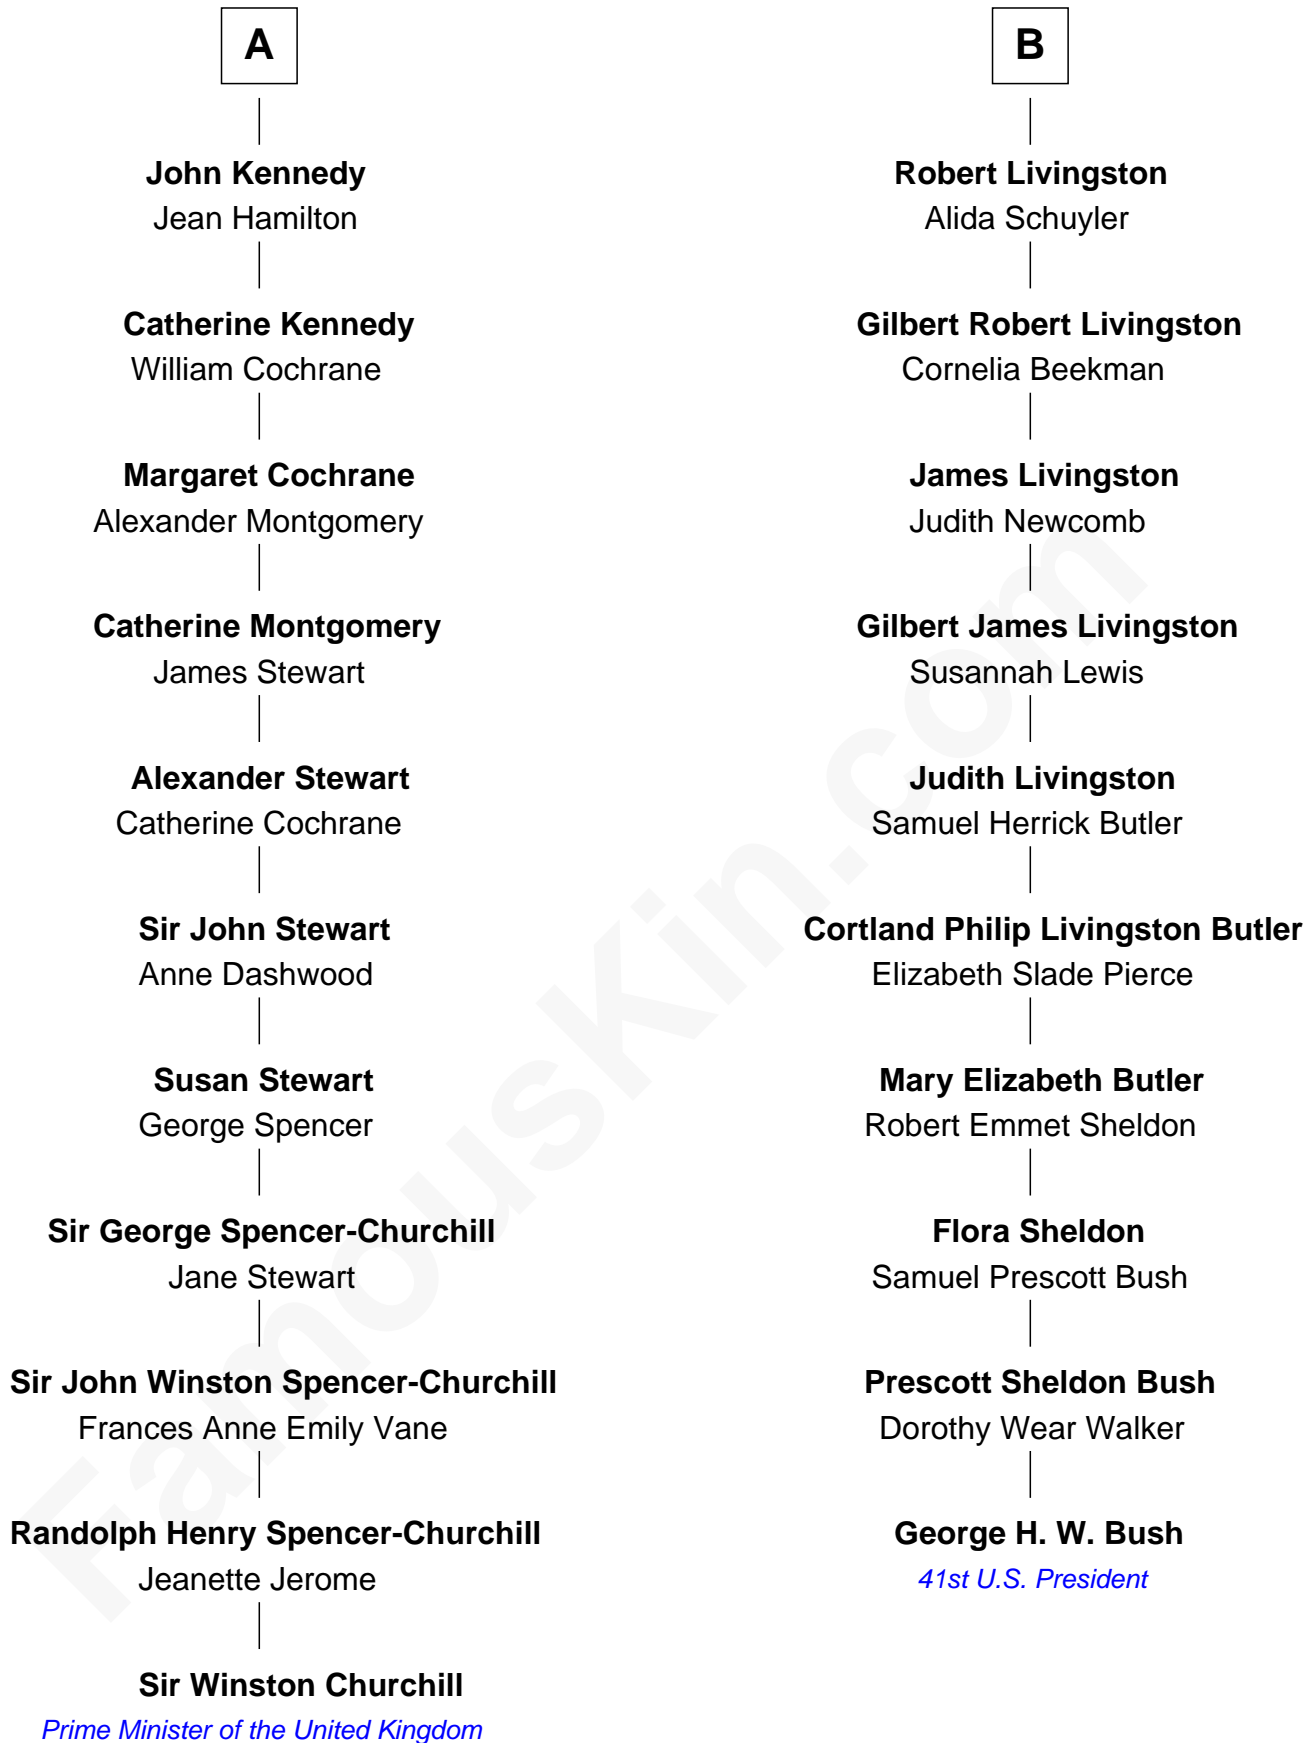 A
John Kennedy
Jean Hamilton
Catherine Kennedy
William Cochrane
Margaret Cochrane
Alexander Montgomery
Catherine Montgomery
James Stewart
Alexander Stewart
Catherine Cochrane
Sir John Stewart
Anne Dashwood
Susan Stewart
George Spencer
Sir George Spencer-Churchill
Jane Stewart
Sir John Winston Spencer-Churchill
Frances Anne Emily Vane
Randolph Henry Spencer-Churchill
Jeanette Jerome
Sir Winston Churchill
Prime Minister of the United Kingdom
B
Robert Livingston
Alida Schuyler
Gilbert Robert Livingston
Cornelia Beekman
James Livingston
Judith Newcomb
Gilbert James Livingston
Susannah Lewis
Judith Livingston
Samuel Herrick Butler
Cortland Philip Livingston Butler
Elizabeth Slade Pierce
Mary Elizabeth Butler
Robert Emmet Sheldon
Flora Sheldon
Samuel Prescott Bush
Prescott Sheldon Bush
Dorothy Wear Walker
George H. W. Bush
41st U.S. President
FamousKin.com